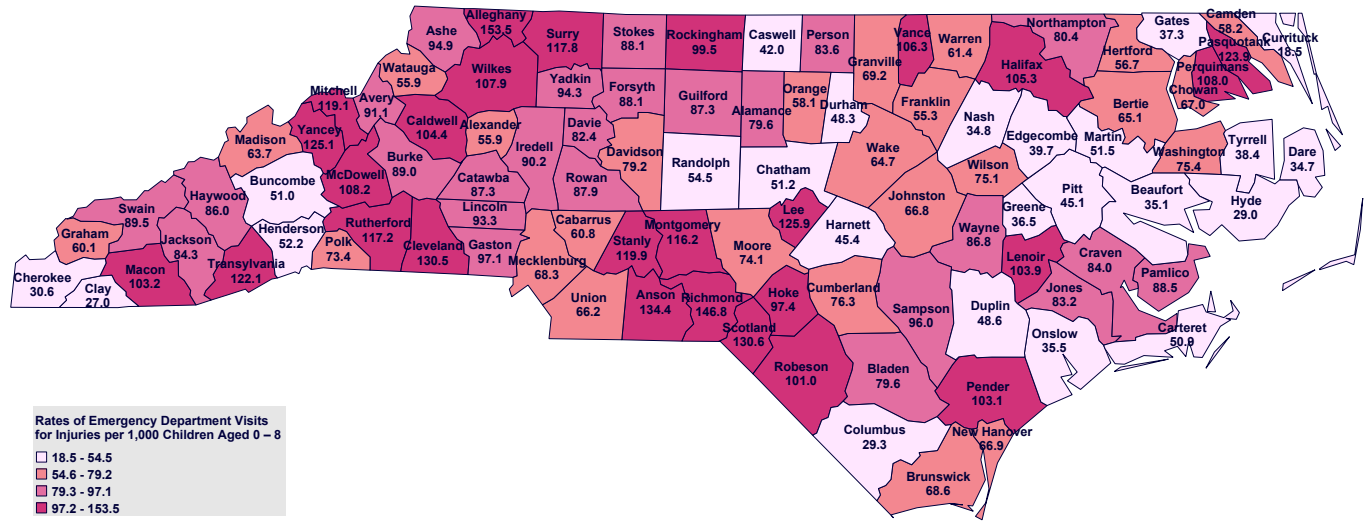 Alleghany
153.5
Ashe
94.9
Surry
117.8
Stokes
88.1
Rockingham
99.5
Caswell
42.0
Person
83.6
Vance
106.3
Warren
61.4
Northampton
80.4
Gates
37.3
Camden
58.2
Currituck
18.5
Pasquotank
123.9
Perquimans
108.0
Chowan
67.0
Hertford
56.7
Halifax
105.3
Granville
69.2
Watauga
55.9
Wilkes
107.9
Yadkin
94.3
Forsyth
88.1
Guilford
87.3
Alamance
79.6
Orange
58.1
Durham
48.3
Franklin
55.3
Nash
34.8
Edgecombe
39.7
Martin
51.5
Bertie
65.1
Washington
75.4
Tyrrell
38.4
Dare
34.7
Mitchell
119.1
Avery
91.1
Caldwell
104.4
Alexander
55.9
Iredell
90.2
Davie
82.4
Davidson
79.2
Randolph
54.5
Chatham
51.2
Wake
64.7
Wilson
75.1
Madison
63.7
Yancey
125.1
Burke
89.0
McDowell
108.2
Catawba
87.3
Rowan
87.9
Johnston
66.8
Greene
36.5
Pitt
45.1
Beaufort
35.1
Hyde
29.0
Haywood
86.0
Buncombe
51.0
Swain
89.5
Graham
60.1
Jackson
84.3
Henderson
52.2
Polk
73.4
Rutherford
117.2
Cleveland
130.5
Lincoln
93.3
Gaston
97.1
Mecklenburg
68.3
Cabarrus
60.8
Stanly
119.9
Montgomery
116.2
Moore
74.1
Lee
125.9
Harnett
45.4
Wayne
86.8
Lenoir
103.9
Craven
84.0
Pamlico
88.5
Cherokee
30.6
Clay
27.0
Macon
103.2
Transylvania
122.1
Union
66.2
Anson
134.4
Richmond
146.8
Scotland
130.6
Hoke
97.4
Cumberland
76.3
Sampson
96.0
Duplin
48.6
Jones
83.2
Onslow
35.5
Carteret
50.9
Robeson
101.0
Bladen
79.6
Pender
103.1
Columbus
29.3
New Hanover
66.9
Brunswick
68.6
Rates of Emergency Department Visits
for Injuries per 1,000 Children Aged 0 – 8
18.5 - 54.5
54.6 - 79.2
79.3 - 97.1
97.2 - 153.5